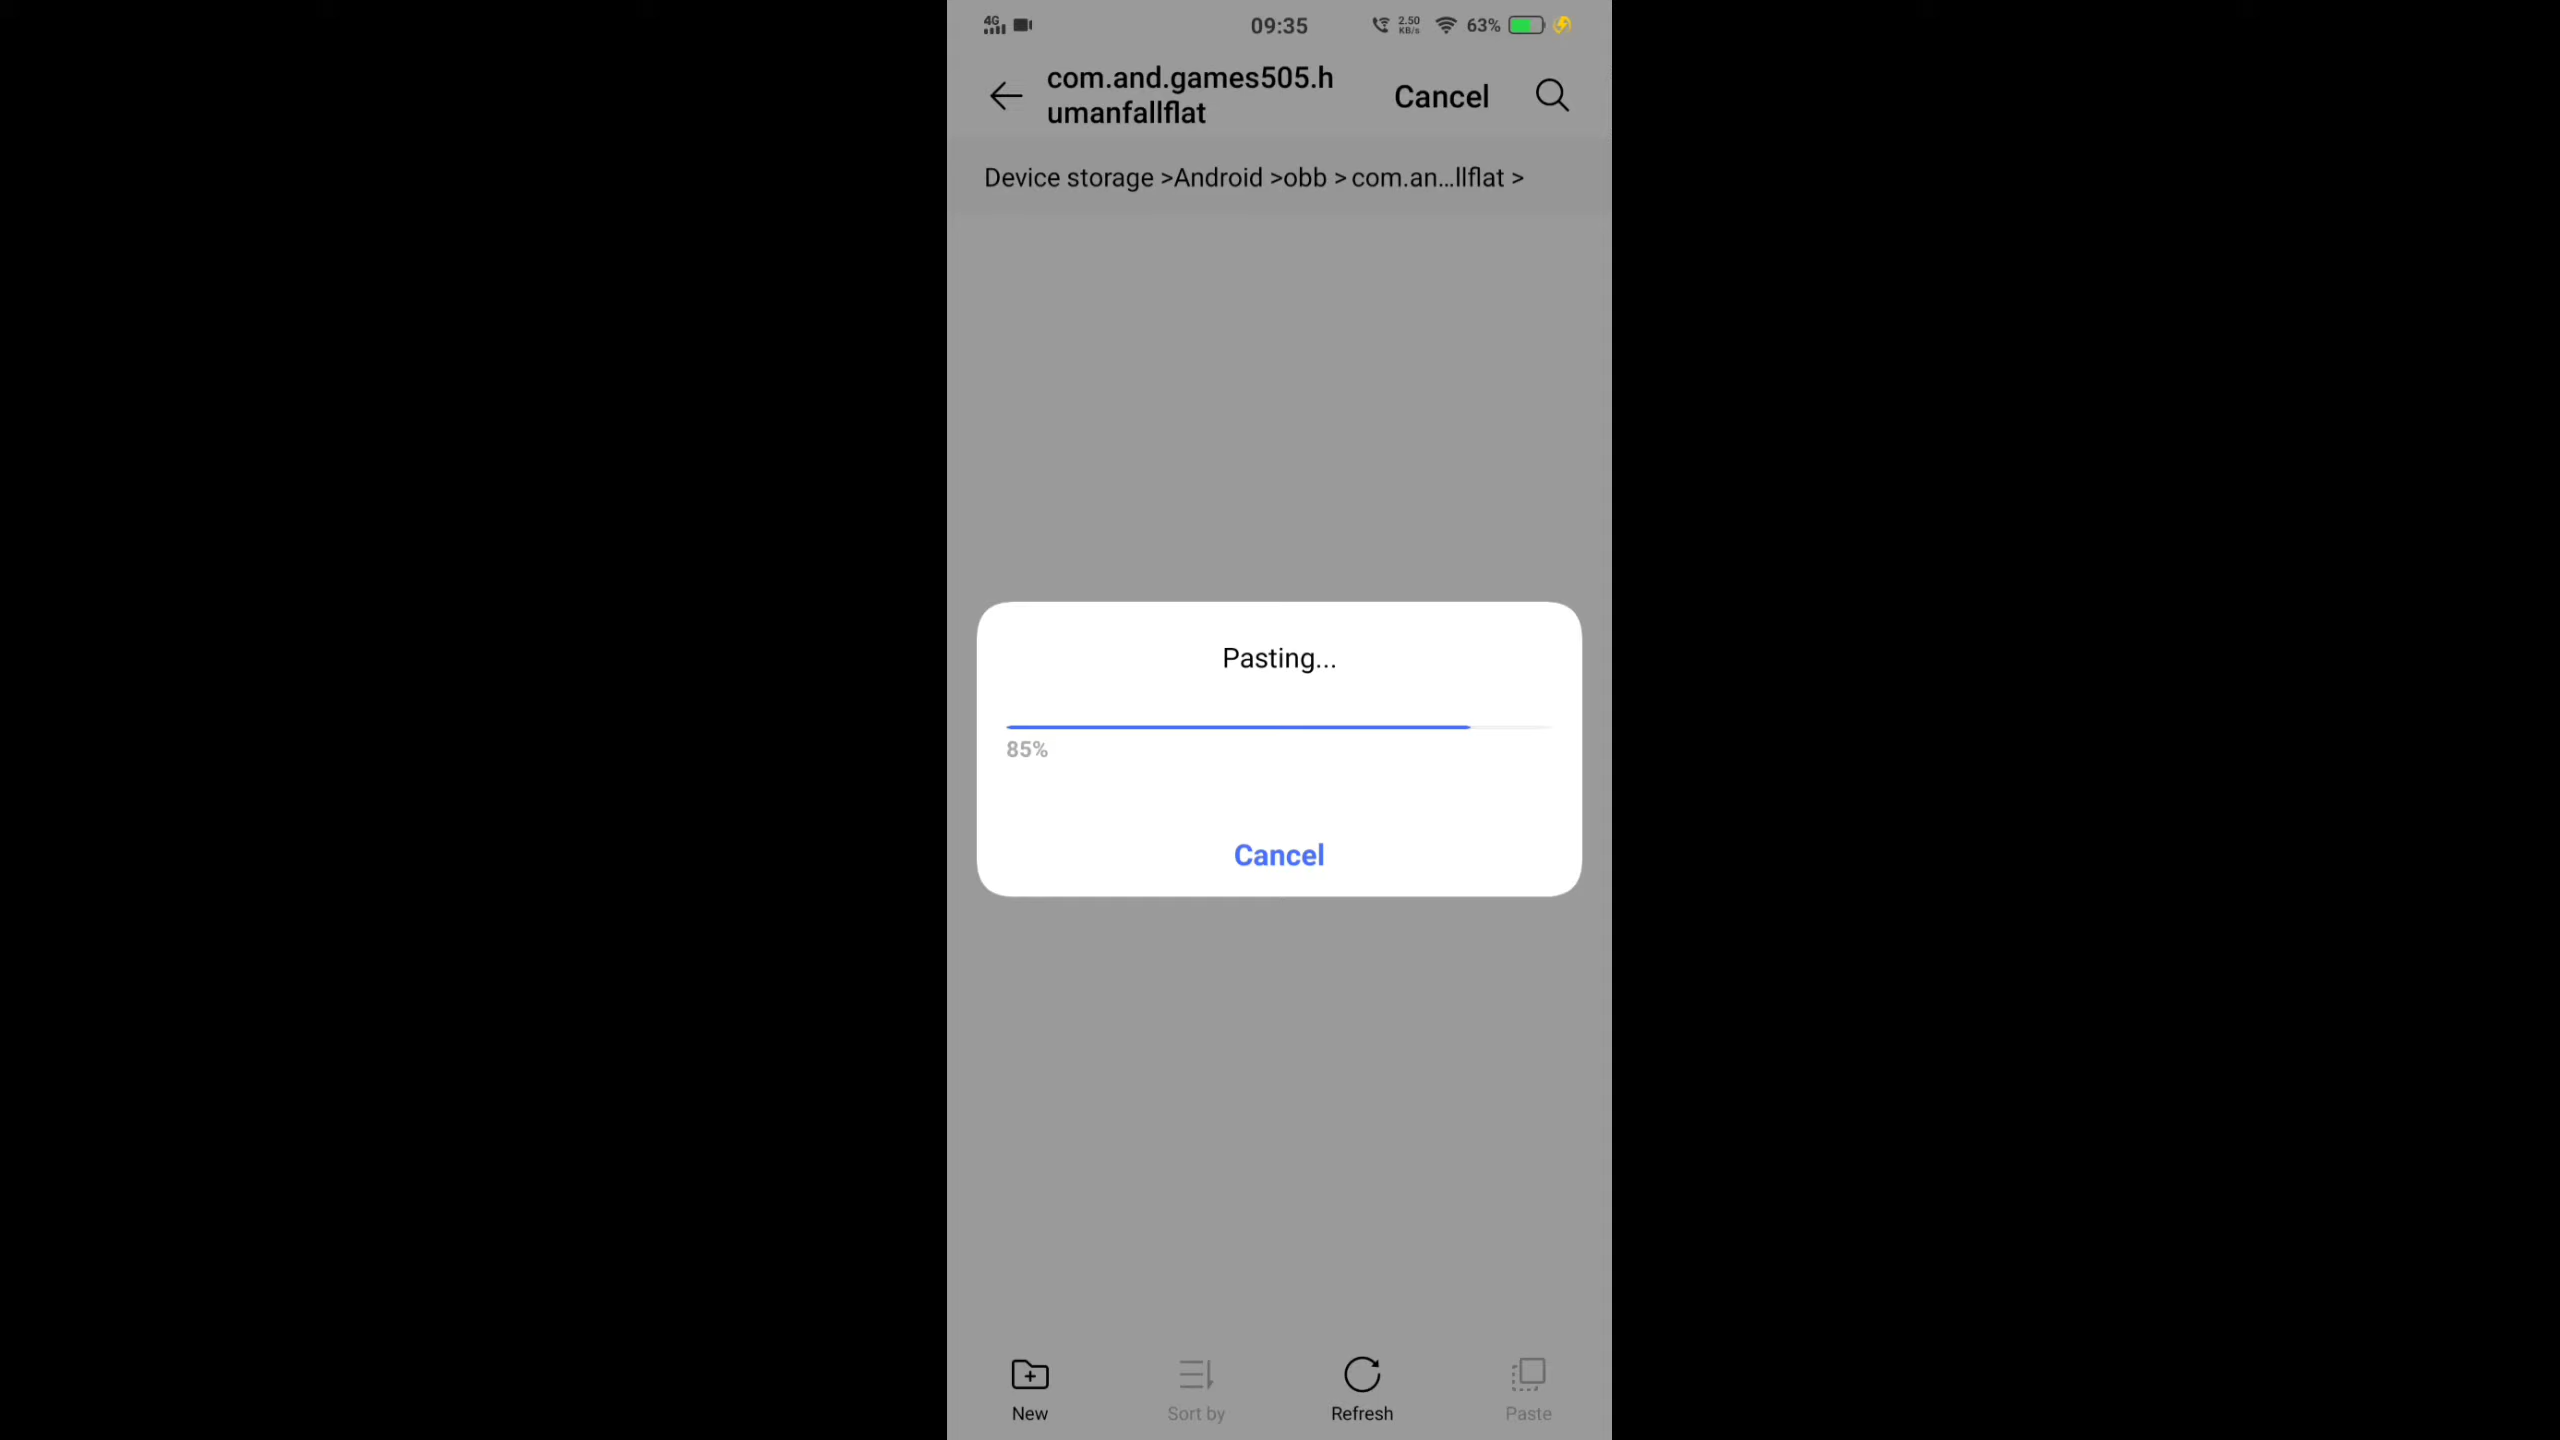 4G 09:35 2.50 KB/s 63%
com.and.games505.h
umanfallflat
Cancel
Device storage >Android >obb > com.an...llflat >
Pasting...
85%
Cancel
New Sort by Refresh Paste